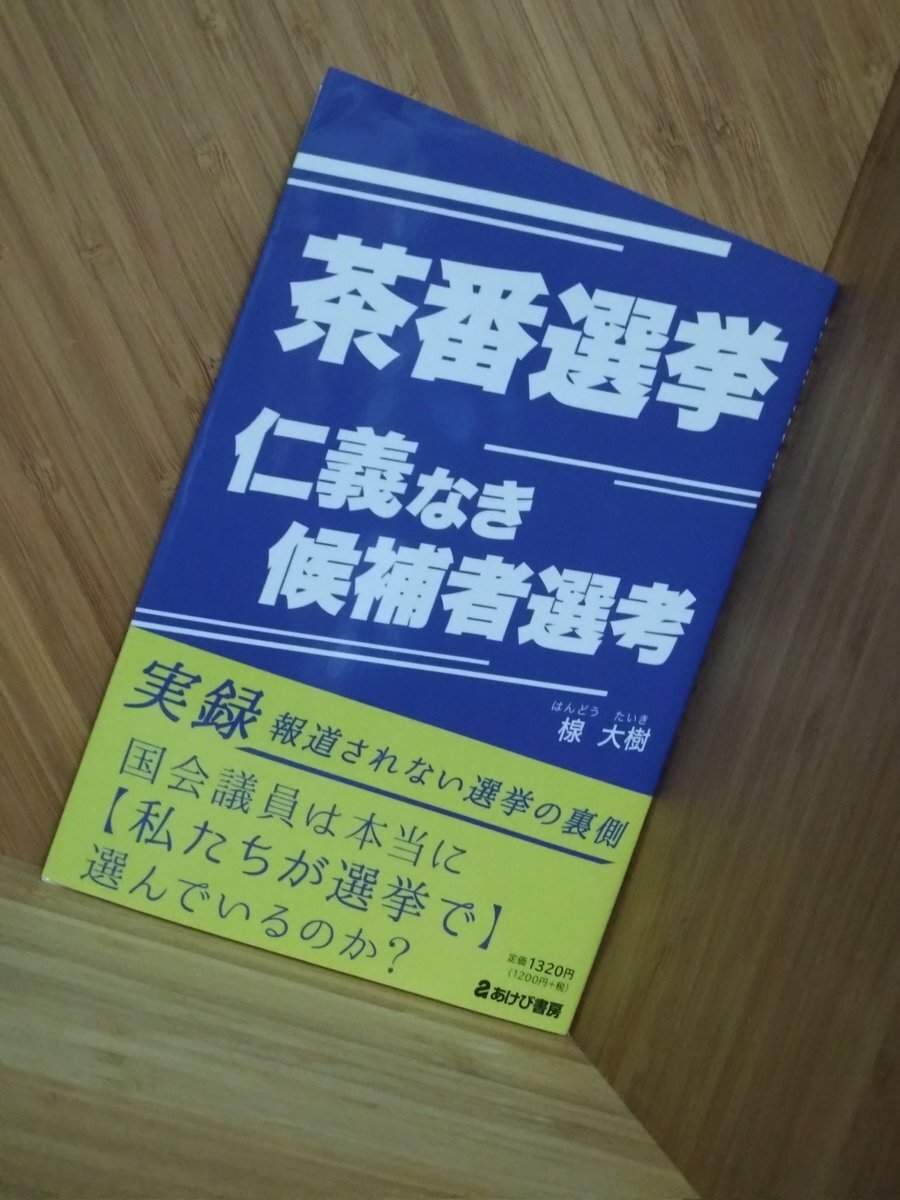 茶番選挙
仁義なき
候補者選考
はんどう たいき
大樹
実録 報道されない選挙の裏側
国会議員は本当に
【私たちが選挙で】
選んでいるのか?
定価1320円
(1200円+税)
あけび書房